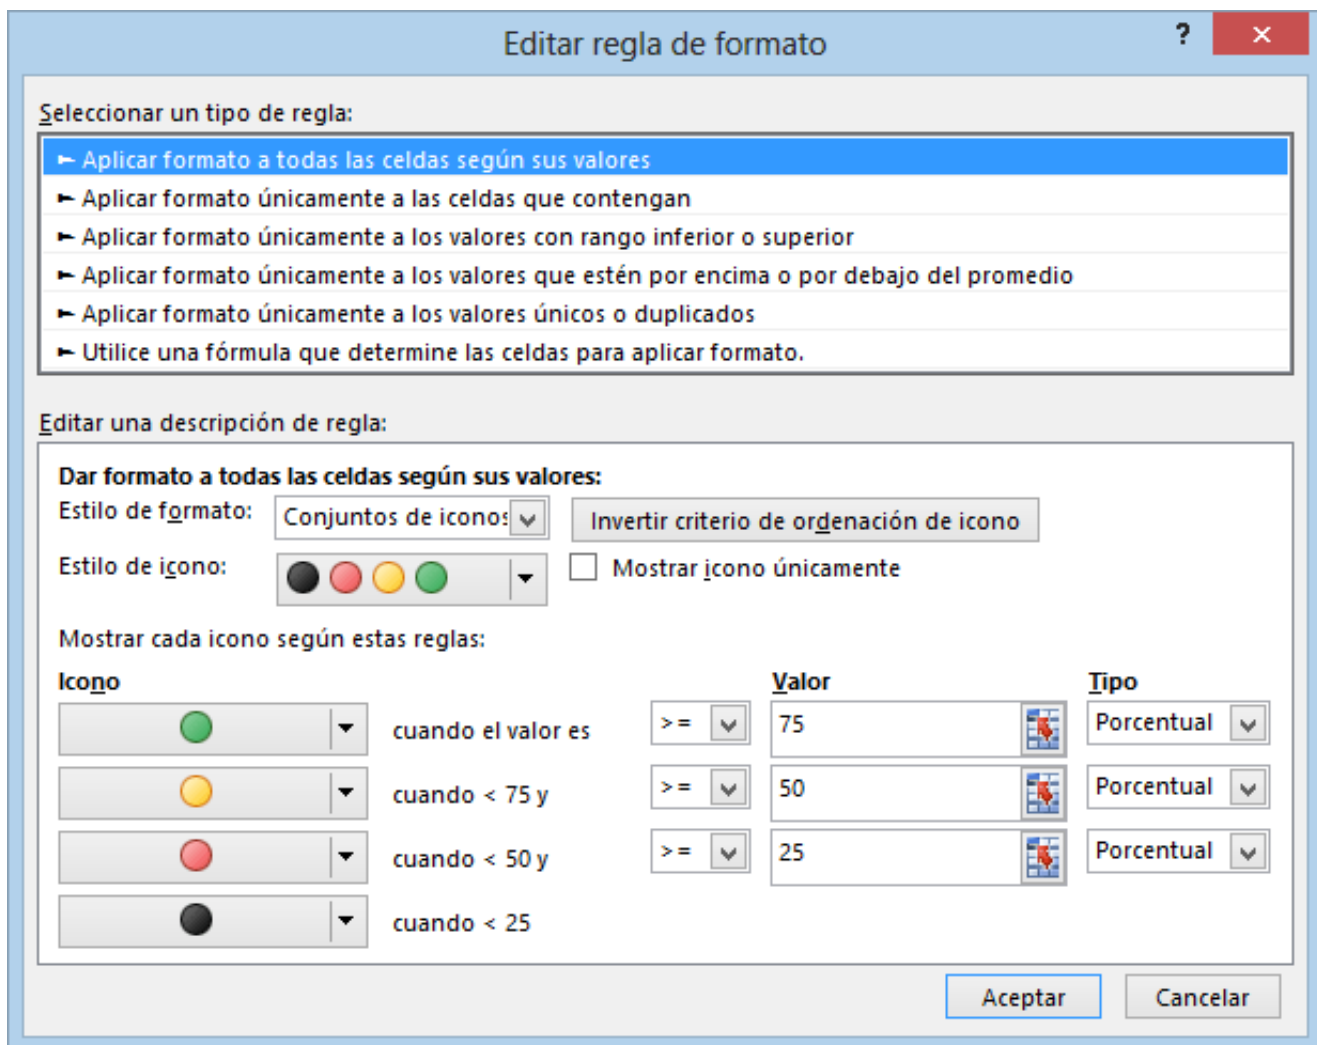 Editar regla de formato
?
Seleccionar un tipo de regla:
► Aplicar formato a todas las celdas según sus valores
► Aplicar formato únicamente a las celdas que contengan
► Aplicar formato únicamente a los valores con rango inferior o superior
► Aplicar formato únicamente a los valores que estén por encima o por debajo del promedio
► Aplicar formato únicamente a los valores únicos o duplicados
► Utilice una fórmula que determine las celdas para aplicar formato.
Editar una descripción de regla:
Dar formato a todas las celdas según sus valores:
Estilo de formato: Conjuntos de iconos Invertir criterio de ordenación de icono
Estilo de icono: Mostrar icono únicamente
Mostrar cada icono según estas reglas:
Icono Valor Tipo
cuando el valor es >= 75 Porcentual
cuando < 75 y >= 50 Porcentual
cuando < 50 y >= 25 Porcentual
cuando < 25
Aceptar Cancelar